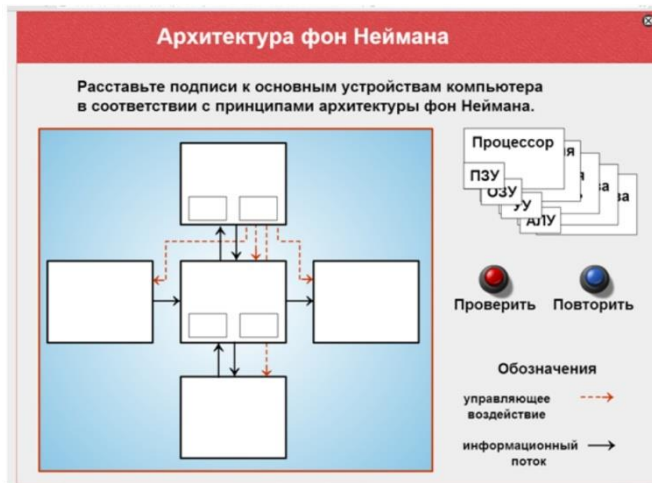 Архитектура фон Неймана
Расставьте подписи к основным устройствам компьютера
в соответствии с принципами архитектуры фон Неймана.
Процессор
ПЗУ
ОЗУ
УУ
АЛУ
Проверить Повторить
Обозначения
управляющее
воздействие
информационный
поток